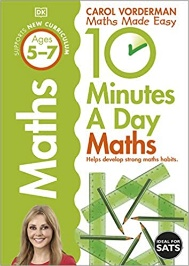 DK
SUPPORTS NEW CURRICULUM
Ages
5–7
Maths
CAROL VORDERMAN
Maths Made Easy
10
Minutes
A Day
Maths
Helps develop strong maths habits.
IDEAL FOR
SATS